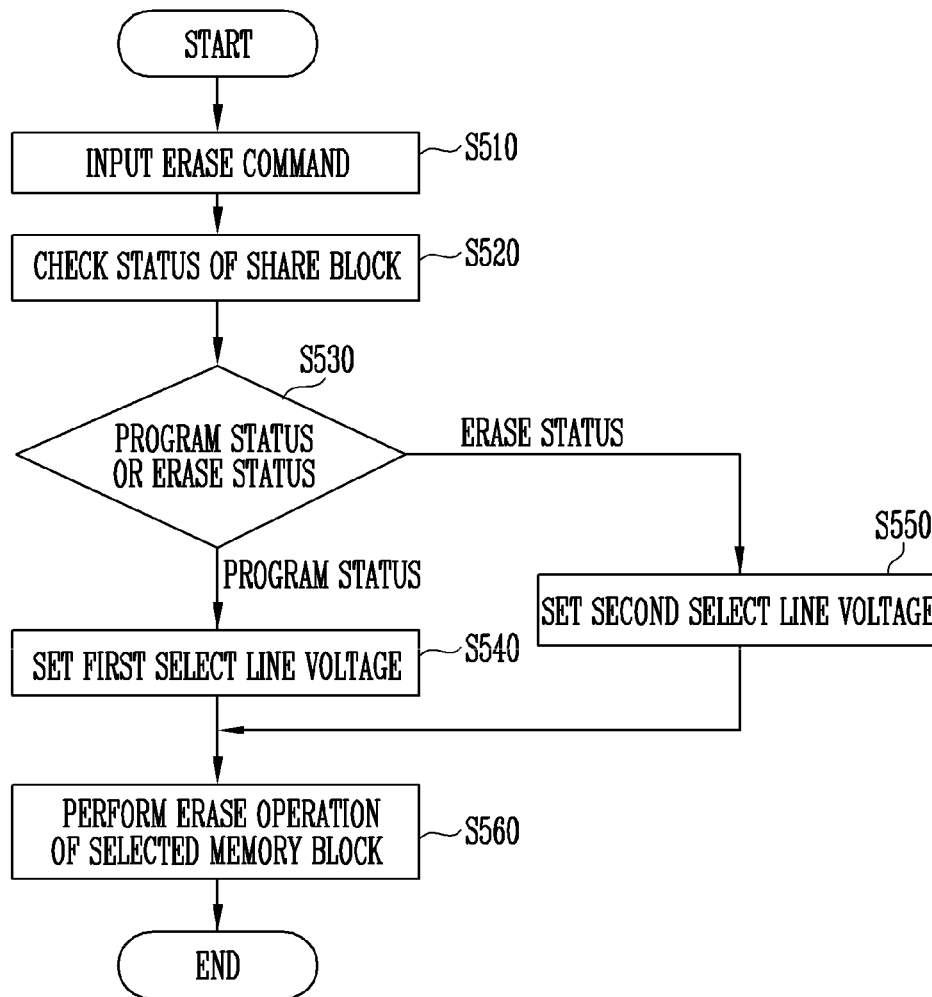 START
INPUT ERASE COMMAND
S510
CHECK STATUS OF SHARE BLOCK
S520
S530
PROGRAM STATUS
OR ERASE STATUS
ERASE STATUS
PROGRAM STATUS
S550
SET SECOND SELECT LINE VOLTAGE
SET FIRST SELECT LINE VOLTAGE
S540
PERFORM ERASE OPERATION
OF SELECTED MEMORY BLOCK
S560
END